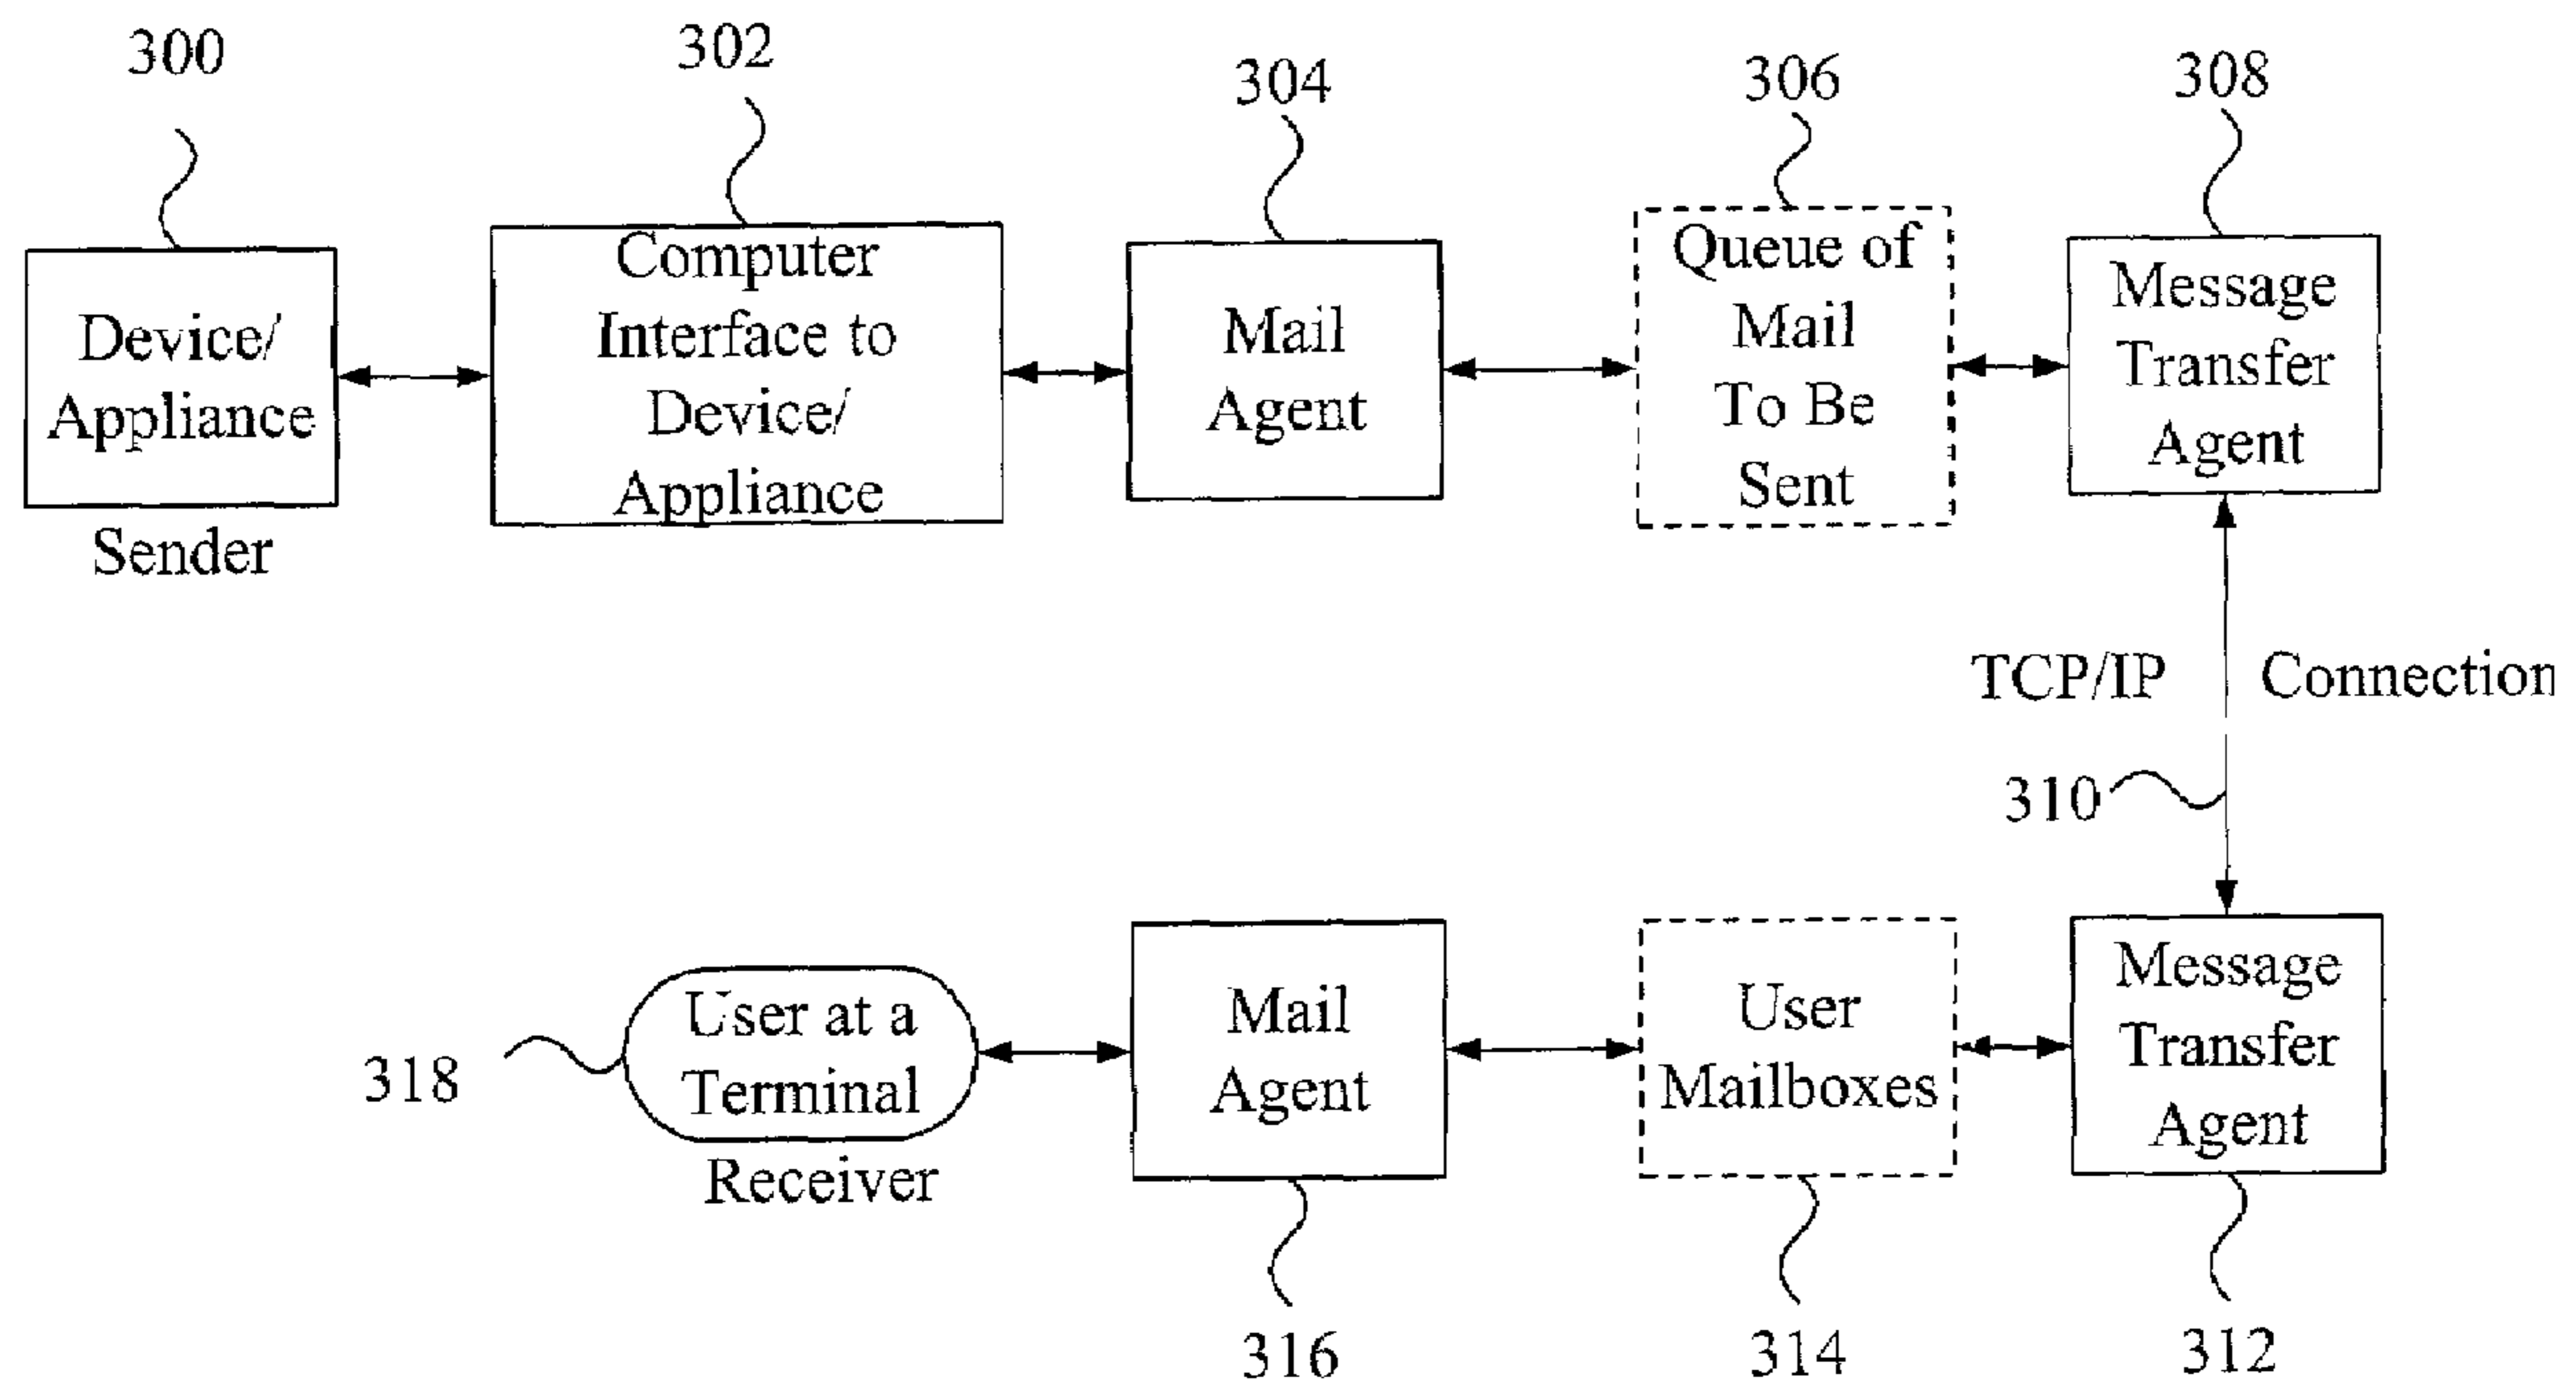 300
302
304
306
308
Device/
Appliance
Sender
Computer
Interface to
Device/
Appliance
Mail
Agent
Queue of
Mail
To Be
Sent
Message
Transfer
Agent
TCP/IP Connection
310
User at a
Terminal
Receiver
318
Mail
Agent
User
Mailboxes
Message
Transfer
Agent
316
314
312